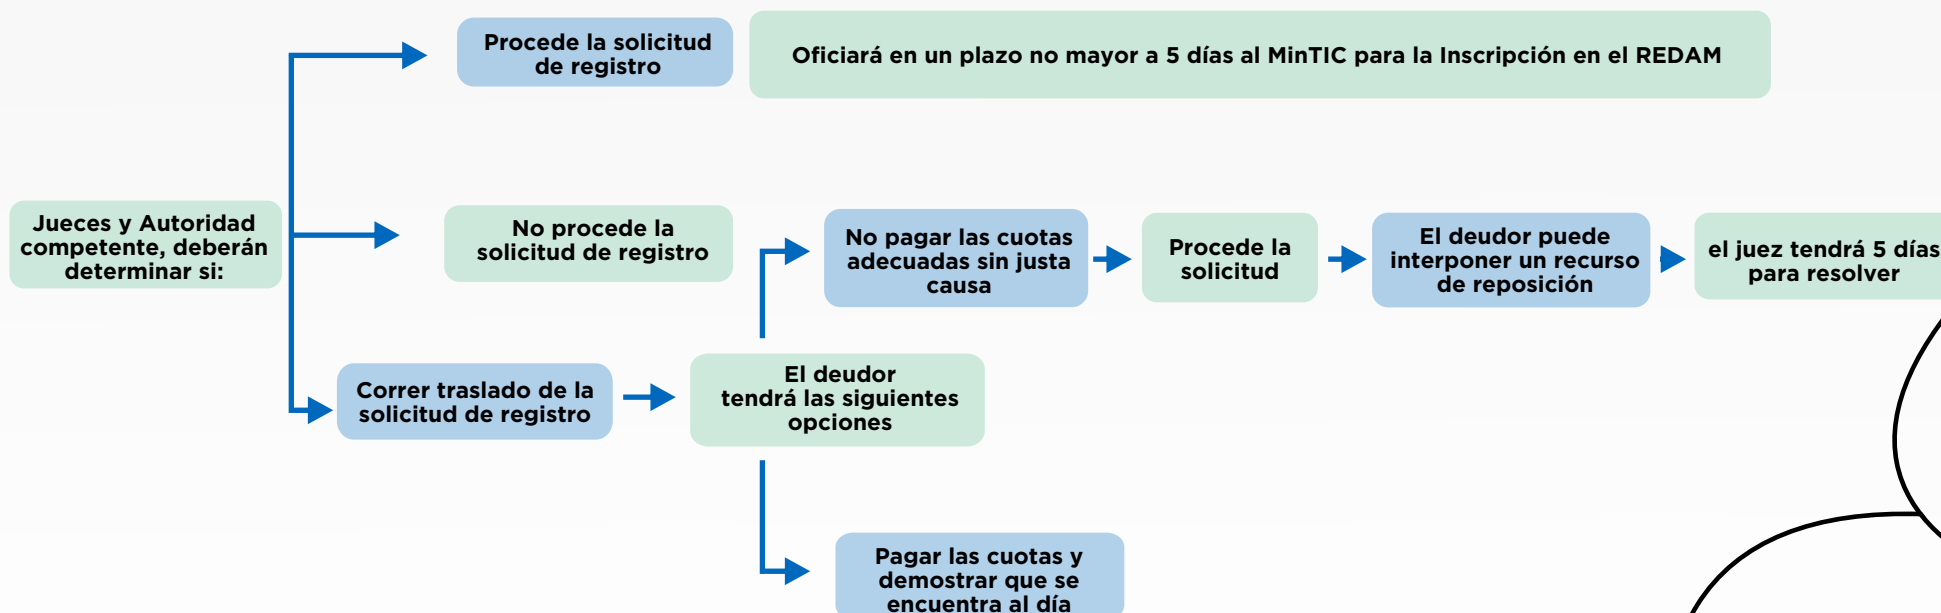 Procede la solicitud
de registro
Oficiará en un plazo no mayor a 5 días al MinTIC para la Inscripción en el REDAM
Jueces y Autoridad
competente, deberán
determinar si:
No procede la
solicitud de registro
No pagar las cuotas
adecuadas sin justa
causa
Procede la
solicitud
El deudor puede
interponer un recurso
de reposición
el juez tendrá 5 días
para resolver
Correr traslado de la
solicitud de registro
El deudor
tendrá las siguientes
opciones
Pagar las cuotas y
demostrar que se
encuentra al día